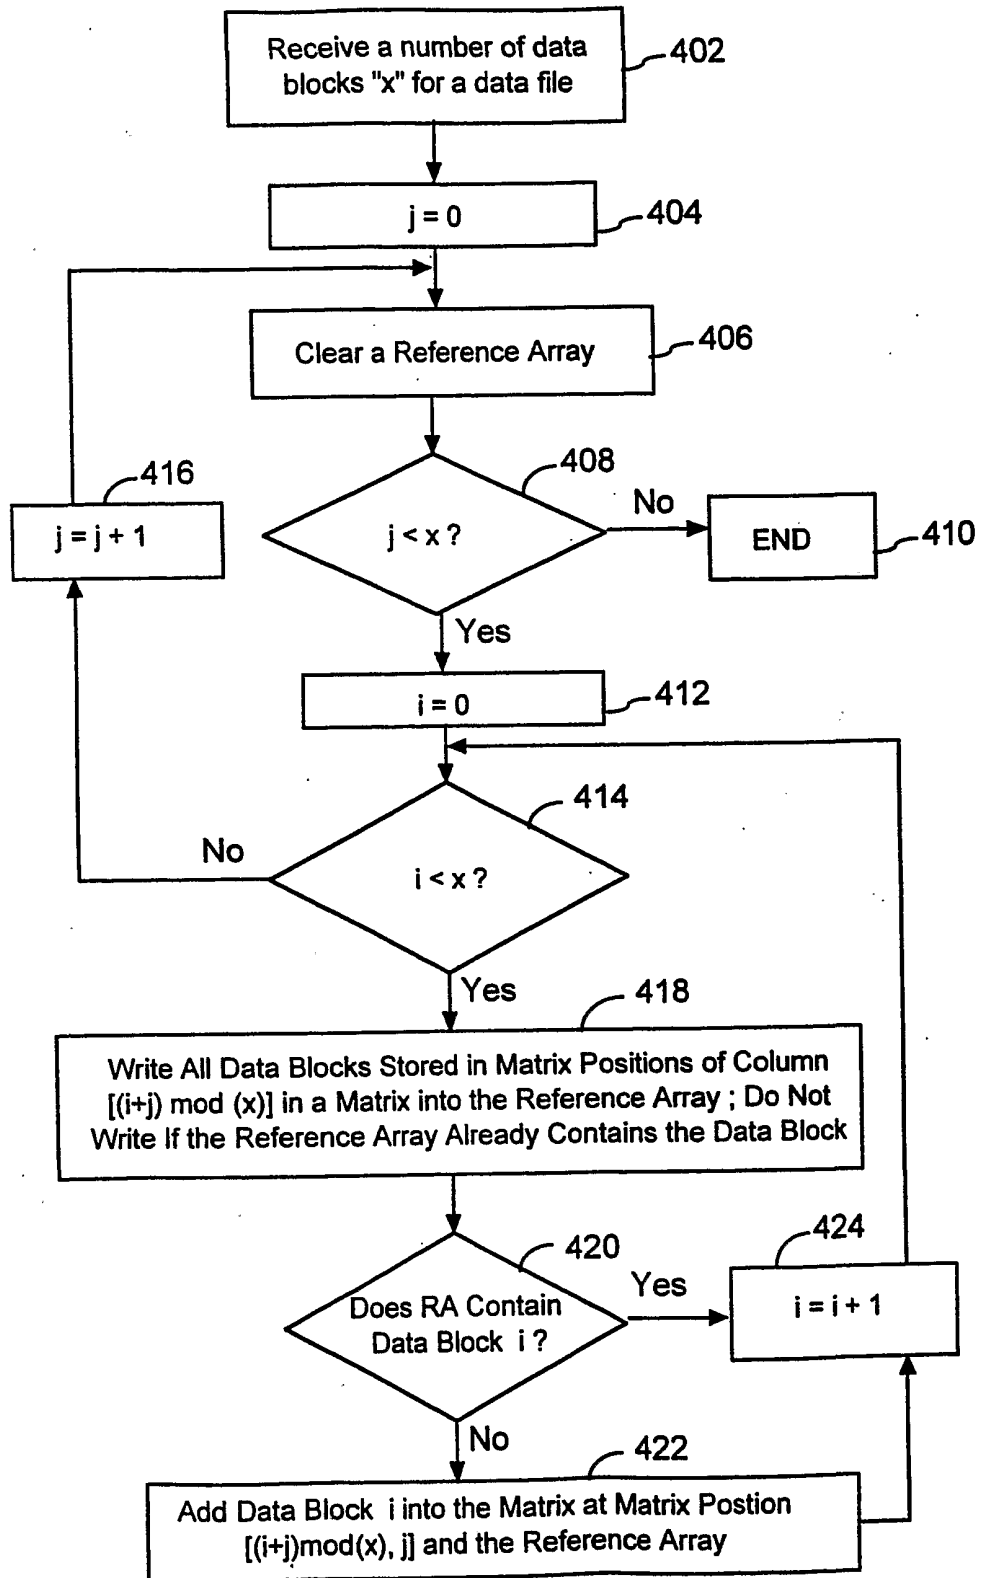 Receive a number of data
blocks "x" for a data file
402
j = 0
404
Clear a Reference Array
406
408
416
j < x ?
No
END
410
j = j + 1
Yes
i = 0
412
414
No
i < x ?
Yes
418
Write All Data Blocks Stored in Matrix Positions of Column
[(i+j) mod (x)] in a Matrix into the Reference Array ; Do Not
Write If the Reference Array Already Contains the Data Block
420
424
Does RA Contain
Data Block i ?
Yes
i = i + 1
No
422
Add Data Block i into the Matrix at Matrix Postion
[(i+j)mod(x), j] and the Reference Array